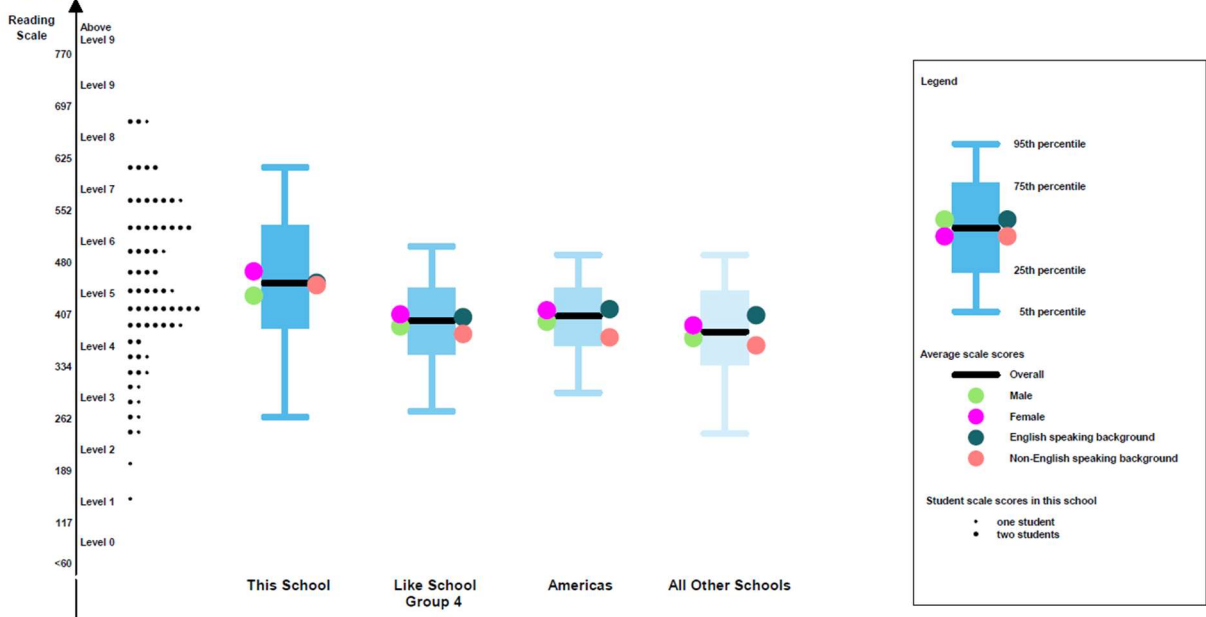 Reading
Scale
Above
Level 9
770
Level 9
697
Level 8
625
Level 7
552
Level 6
480
Level 5
407
Level 4
334
Level 3
262
Level 2
189
Level 1
117
Level 0
<60
This School
Like School
Group 4
Americas
All Other Schools
Legend
95th percentile
75th percentile
25th percentile
5th percentile
Average scale scores
Overall
Male
Female
English speaking background
Non-English speaking background
Student scale scores in this school
one student
two students